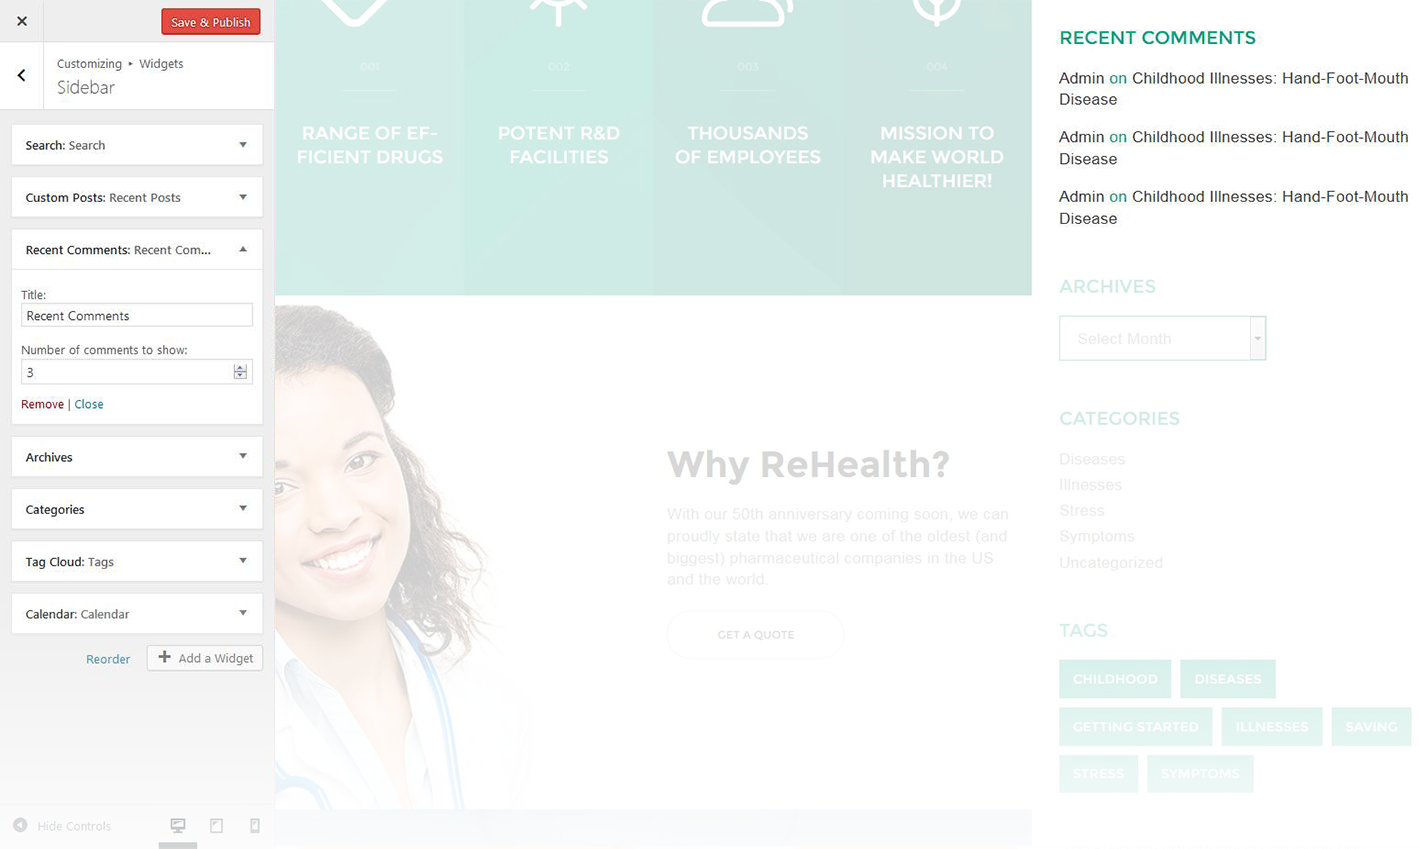 Save & Publish
Customizing ▸ Widgets
Sidebar
Search: Search
Custom Posts: Recent Posts
Recent Comments: Recent Com...
Title:
Recent Comments
Number of comments to show:
3
Remove | Close
Archives
Categories
Tag Cloud: Tags
Calendar: Calendar
Reorder
Add a Widget
Hide Controls
001
RANGE OF EF-
FICIENT DRUGS
002
POTENT R&D
FACILITIES
003
THOUSANDS
OF EMPLOYEES
004
MISSION TO
MAKE WORLD
HEALTHIER!
Why ReHealth?
With our 50th anniversary coming soon, we can
proudly state that we are one of the oldest (and
biggest) pharmaceutical companies in the US
and the world.
GET A QUOTE
RECENT COMMENTS
Admin on Childhood Illnesses: Hand-Foot-Mouth
Disease
Admin on Childhood Illnesses: Hand-Foot-Mouth
Disease
Admin on Childhood Illnesses: Hand-Foot-Mouth
Disease
ARCHIVES
Select Month
CATEGORIES
Diseases
Illnesses
Stress
Symptoms
Uncategorized
TAGS
CHILDHOOD DISEASES
GETTING STARTED ILLNESSES SAVING
STRESS SYMPTOMS